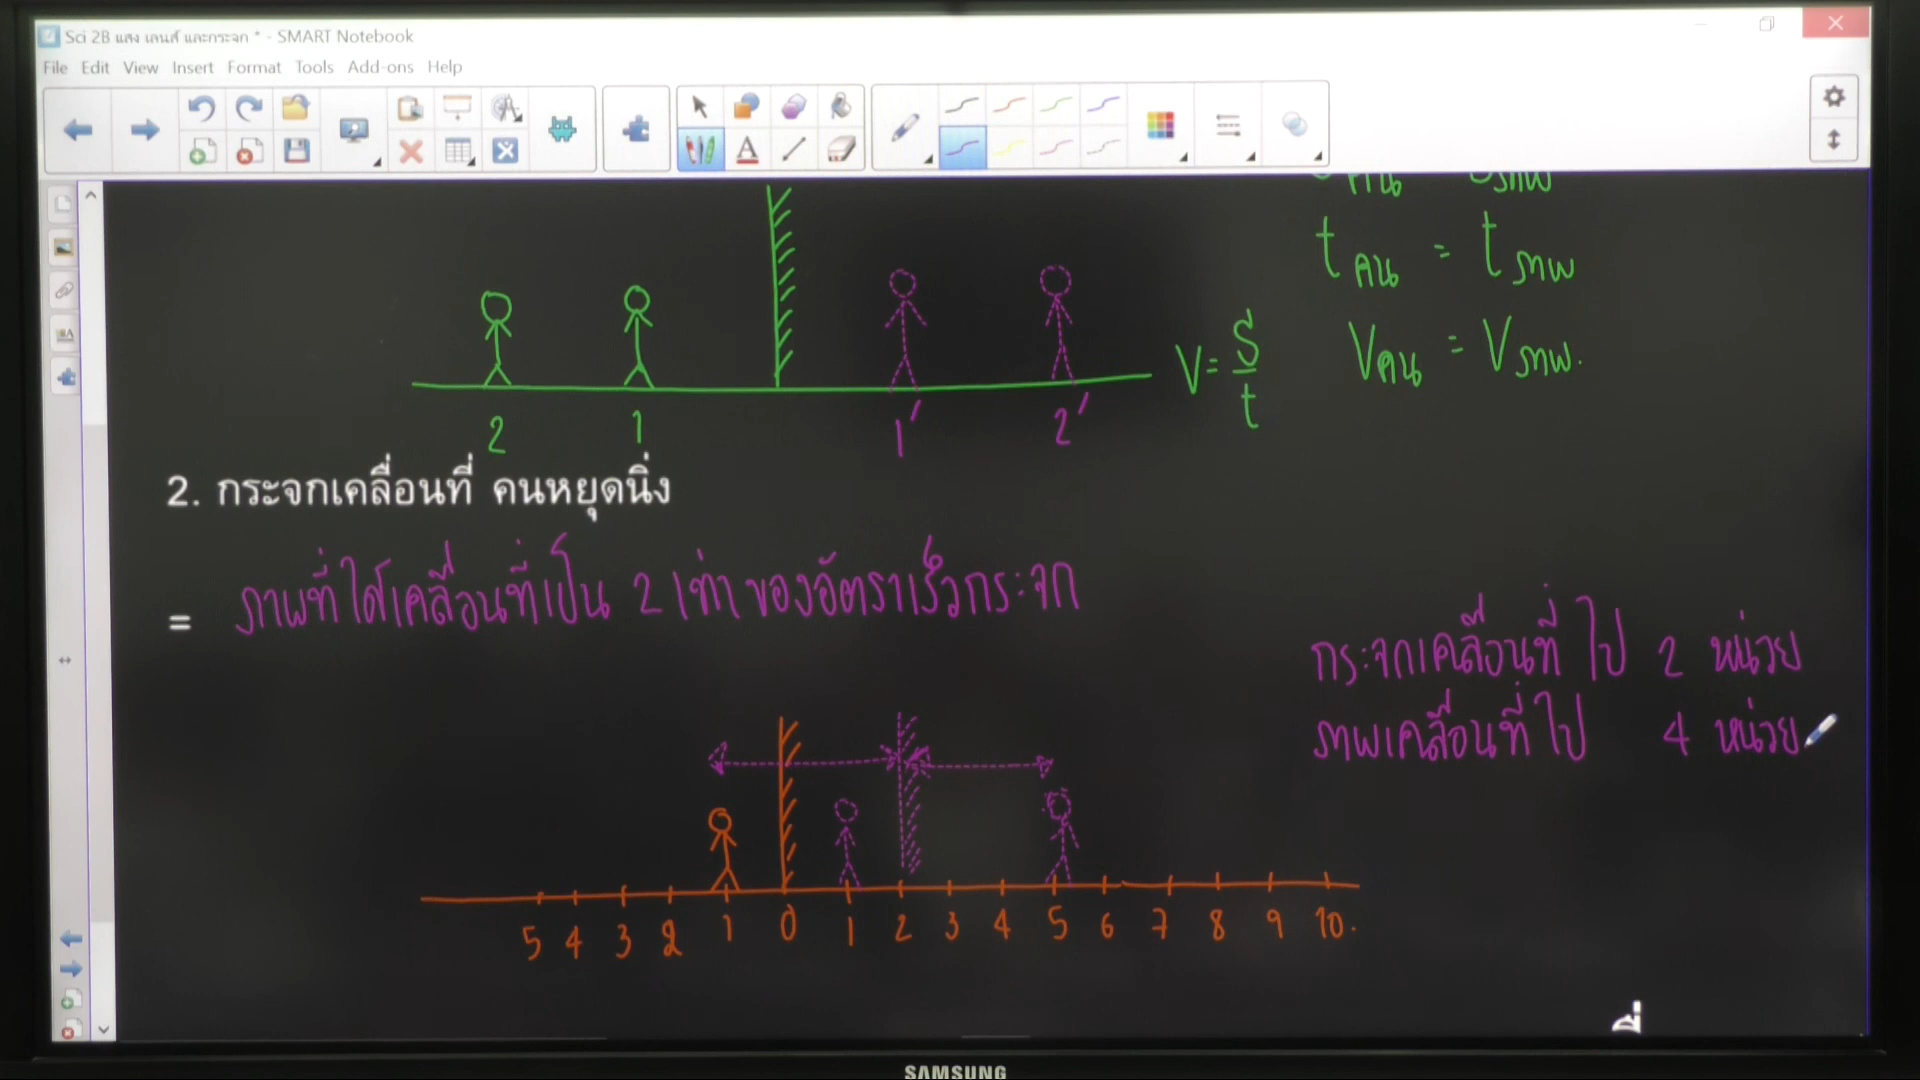 Sci 2B แสง เลนส์ และกระจก * - SMART Notebook
File Edit View Insert Format Tools Add-ons Help
t คน = t ภาพ
V = S/t
V คน = V ภาพ.
2 1 1′ 2′
2. กระจกเคลื่อนที่ คนหยุดนิ่ง
= ภาพที่ได้เคลื่อนที่เป็น 2 เท่าของอัตราเร็วกระจก
กระจกเคลื่อนที่ ไป 2 หน่วย
ภาพเคลื่อนที่ ไป 4 หน่วย
5 4 3 2 1 0 1 2 3 4 5 6 7 8 9 10.
SAMSUNG